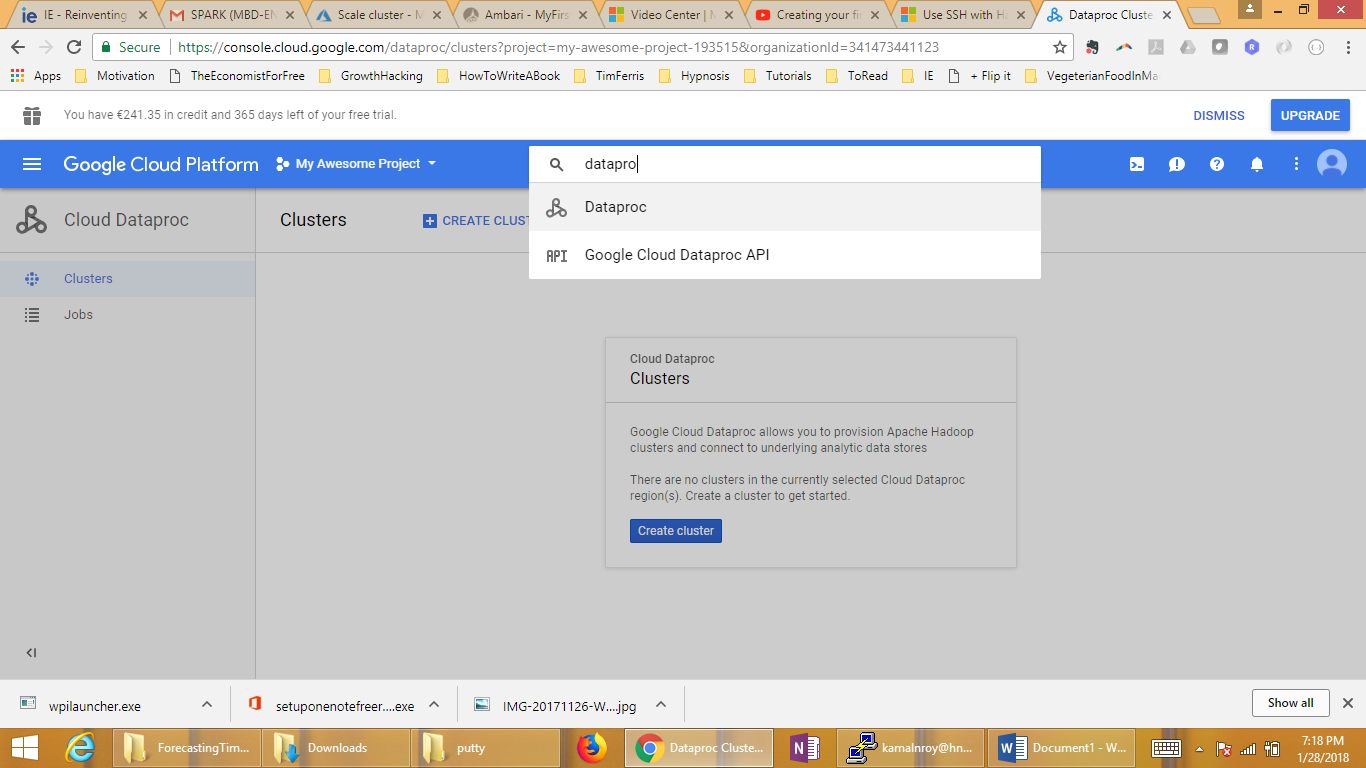 IE - Reinventing
SPARK (MBD-EN
Scale cluster - M
Ambari - MyFirs
Video Center | M
Creating your fir
Use SSH with Ha
Dataproc Cluste
Secure
https://console.cloud.google.com/dataproc/clusters?project=my-awesome-project-193515&organizationId=341473441123
Apps
Motivation
TheEconomistForFree
GrowthHacking
HowToWriteABook
TimFerris
Hypnosis
Tutorials
ToRead
IE
+ Flip it
VegeterianFoodInMa
You have €241.35 in credit and 365 days left of your free trial.
DISMISS
UPGRADE
Google Cloud Platform
My Awesome Project
datapro
Dataproc
API Google Cloud Dataproc API
Cloud Dataproc
Clusters
CREATE CLUST
Clusters
Jobs
Cloud Dataproc
Clusters
Google Cloud Dataproc allows you to provision Apache Hadoop
clusters and connect to underlying analytic data stores
There are no clusters in the currently selected Cloud Dataproc
region(s). Create a cluster to get started.
Create cluster
wpilauncher.exe
setuponenotefreer....exe
IMG-20171126-W....jpg
Show all
ForecastingTim...
Downloads
putty
Dataproc Cluste...
kamalnroy@hn...
Document1 - W...
7:18 PM
1/28/2018